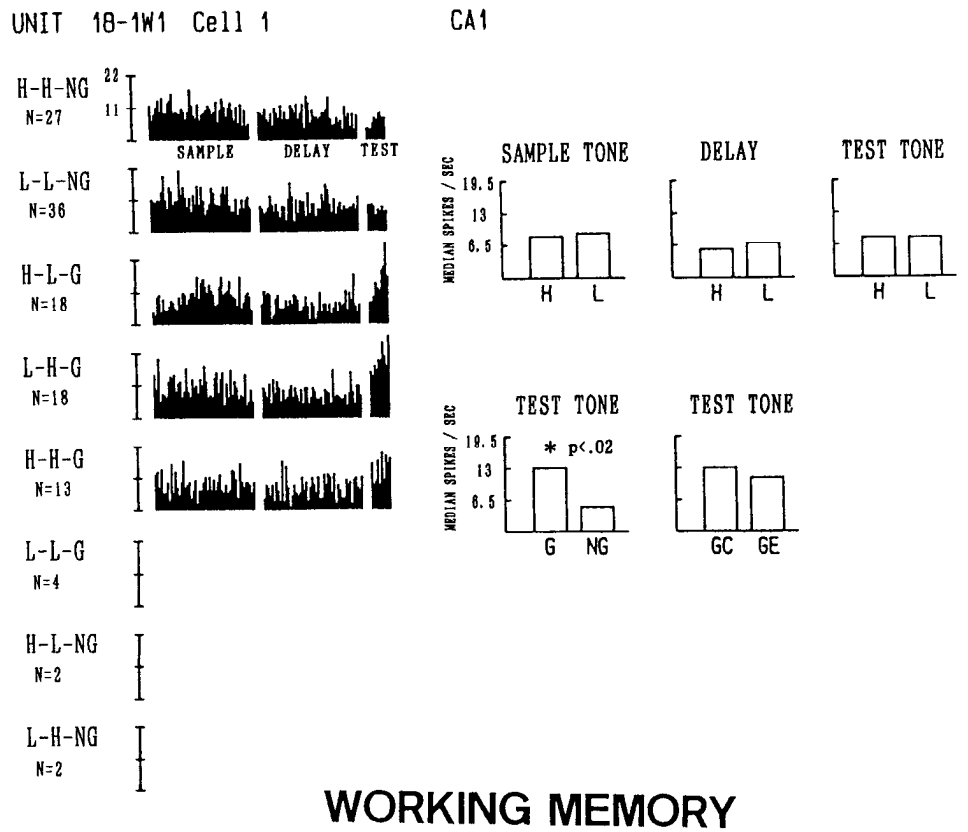 UNIT 18-1W1 Cell 1
CA1
H-H-NG
N=27
22
11
SAMPLE DELAY TEST
L-L-NG
N=36
H-L-G
N=18
L-H-G
N=18
H-H-G
N=13
L-L-G
N=4
H-L-NG
N=2
L-H-NG
N=2
SAMPLE TONE
MEDIAN SPIKES / SEC
19.5
13
6.5
H L
DELAY
H L
TEST TONE
H L
TEST TONE
MEDIAN SPIKES / SEC
19.5
13
6.5
* p<.02
G NG
TEST TONE
GC GE
WORKING MEMORY